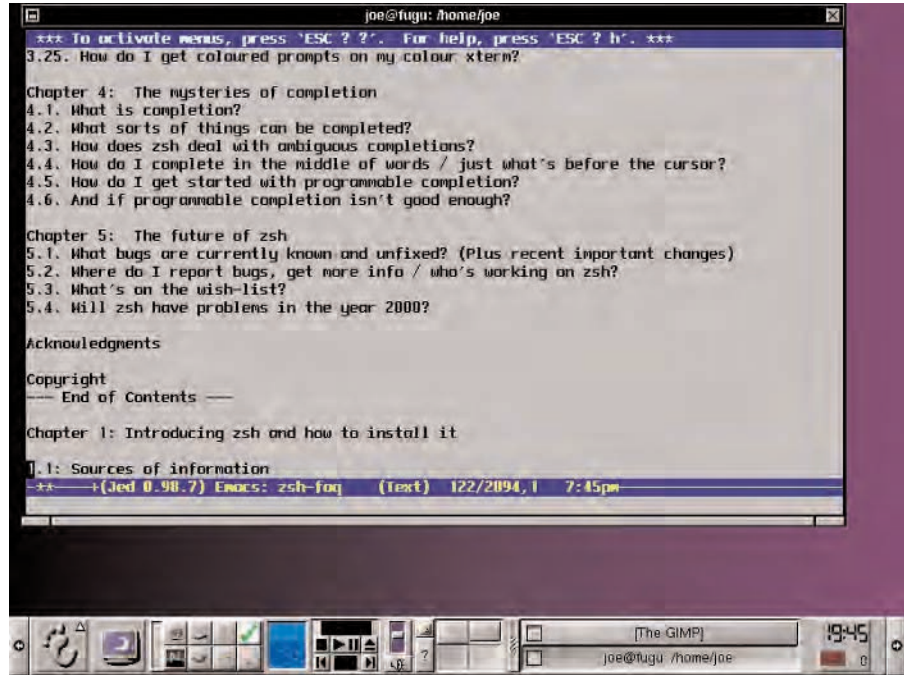 joe@fugu: /home/joe
*** To activate menus, press `ESC ? ?´. For help, press `ESC ? h´. ***
3.25. How do I get coloured prompts on my colour xterm?
Chapter 4: The mysteries of completion
4.1. What is completion?
4.2. What sorts of things can be completed?
4.3. How does zsh deal with ambiguous completions?
4.4. How do I complete in the middle of words / just what's before the cursor?
4.5. How do I get started with programmable completion?
4.6. And if programmable completion isn't good enough?
Chapter 5: The future of zsh
5.1. What bugs are currently known and unfixed? (Plus recent important changes)
5.2. Where do I report bugs, get more info / who's working on zsh?
5.3. What's on the wish-list?
5.4. Will zsh have problems in the year 2000?
Acknowledgments
Copyright
--- End of Contents ---
Chapter 1: Introducing zsh and how to install it
1.1: Sources of information
-**-----+(Jed 0.98.7) Emacs: zsh-faq (Text) 122/2094,1 7:45pm
[The GIMP] 19:45
joe@fugu /home/joe 0